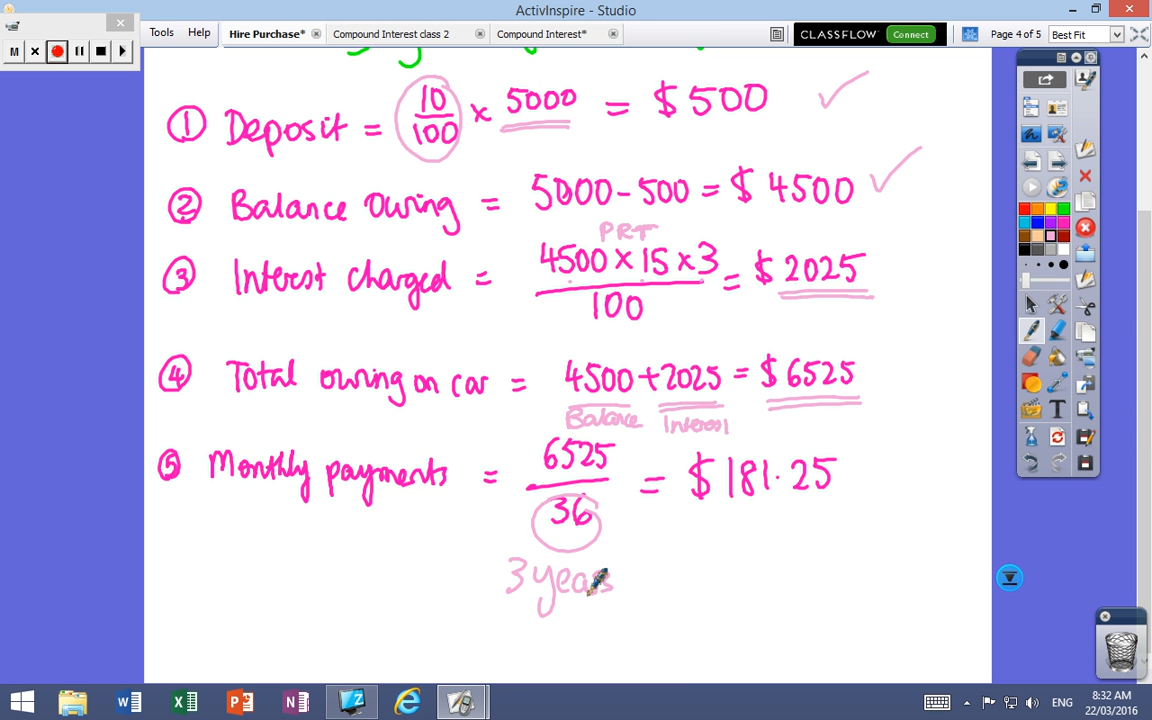 ActivInspire - Studio
M
Tools Help Hire Purchase* Compound Interest class 2 Compound Interest* CLASSFLOW Connect Page 4 of 5 Best Fit
① Deposit = 10/100 × 5000 = $500
② Balance owing = 5000 - 500 = $ 4500
PRT
③ Interest charged = 4500 × 15 × 3 / 100 = $ 2025
④ Total owing on car = 4500 + 2025 = $ 6525
Balance Interest
⑤ Monthly payments = 6525 / 36 = $ 181.25
3 years
8:32 AM
ENG
22/03/2016